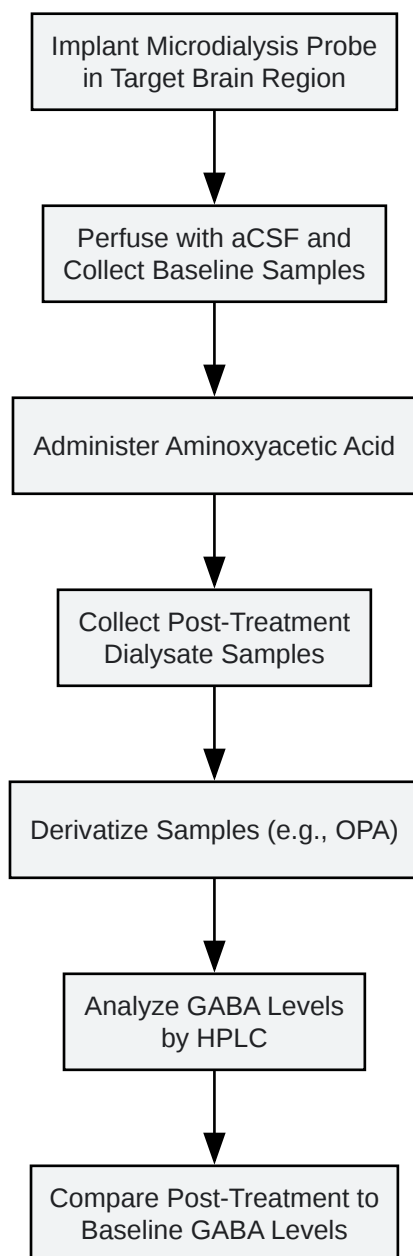 Implant Microdialysis Probe
in Target Brain Region
Perfuse with aCSF and
Collect Baseline Samples
Administer Aminoxyacetic Acid
Collect Post-Treatment
Dialysate Samples
Derivatize Samples (e.g., OPA)
Analyze GABA Levels
by HPLC
Compare Post-Treatment to
Baseline GABA Levels